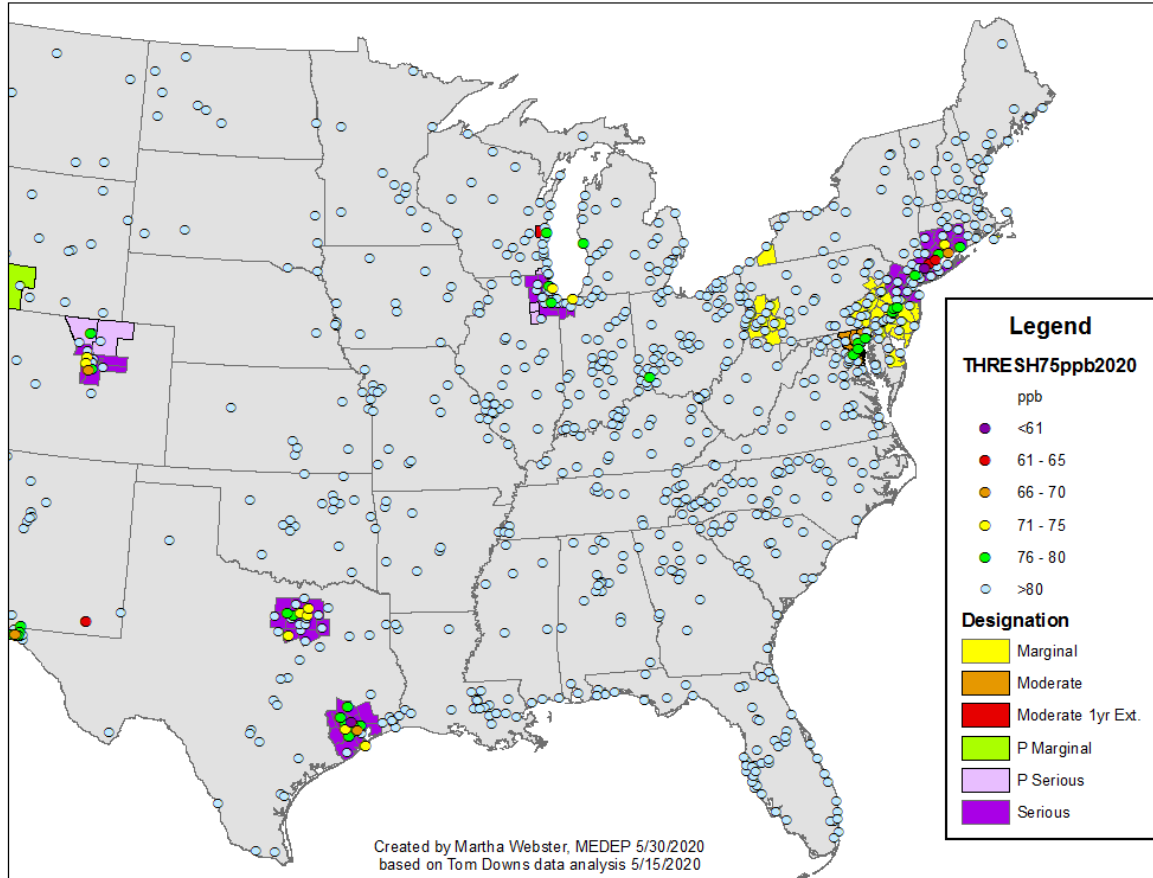 Legend
THRESH75ppb2020
ppb
<61
61 - 65
66 - 70
71 - 75
76 - 80
>80
Designation
Marginal
Moderate
Moderate 1yr Ext.
P Marginal
P Serious
Serious
Created by Martha Webster, MEDEP 5/30/2020
based on Tom Downs data analysis 5/15/2020